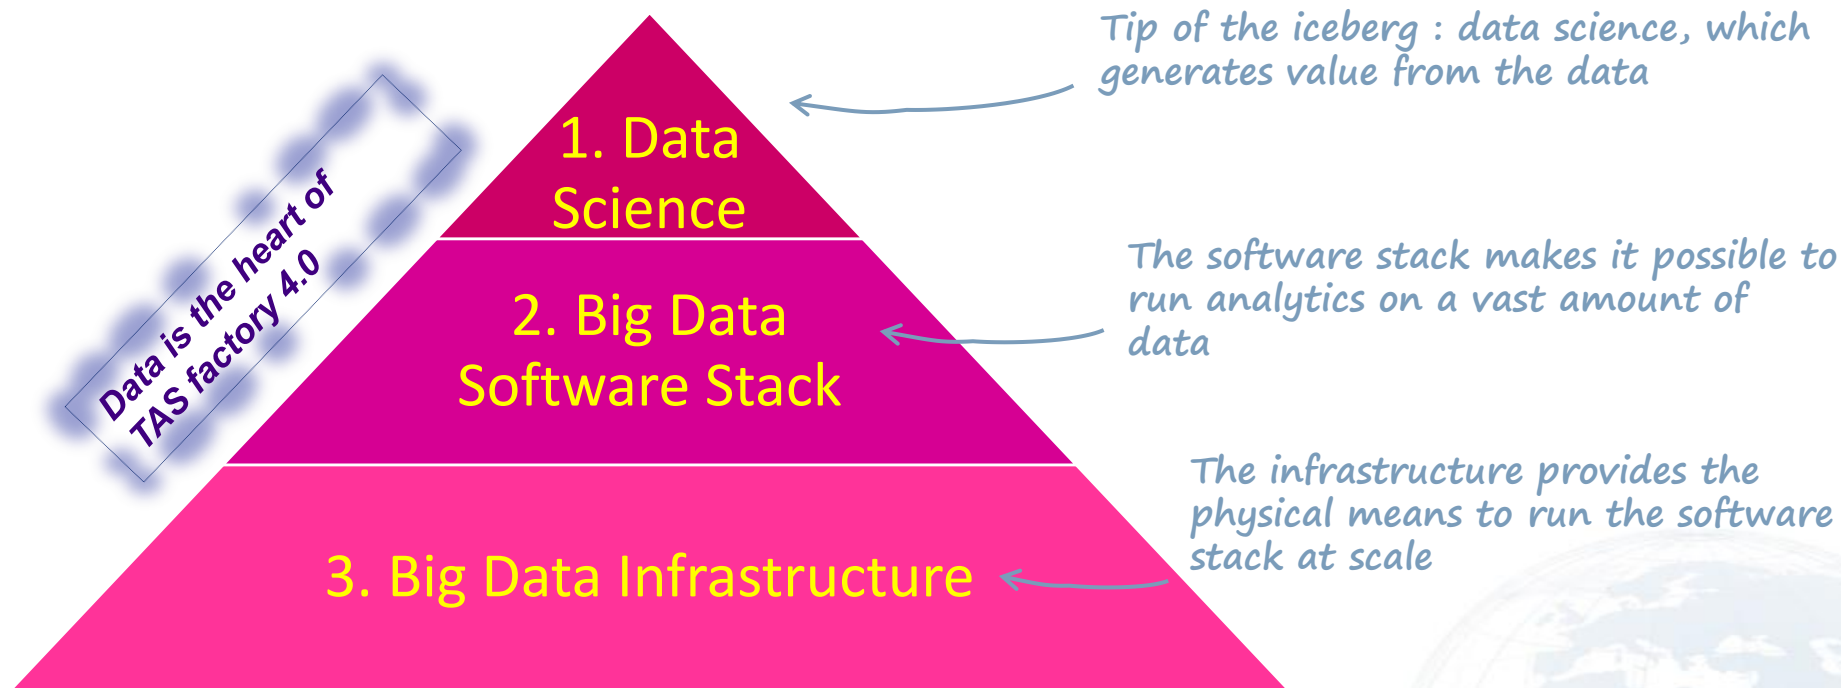 Tip of the iceberg : data science, which
generates value from the data
1. Data
Science
Data is the heart of
TAS factory 4.0
The software stack makes it possible to
run analytics on a vast amount of
data
2. Big Data
Software Stack
The infrastructure provides the
physical means to run the software
stack at scale
3. Big Data Infrastructure